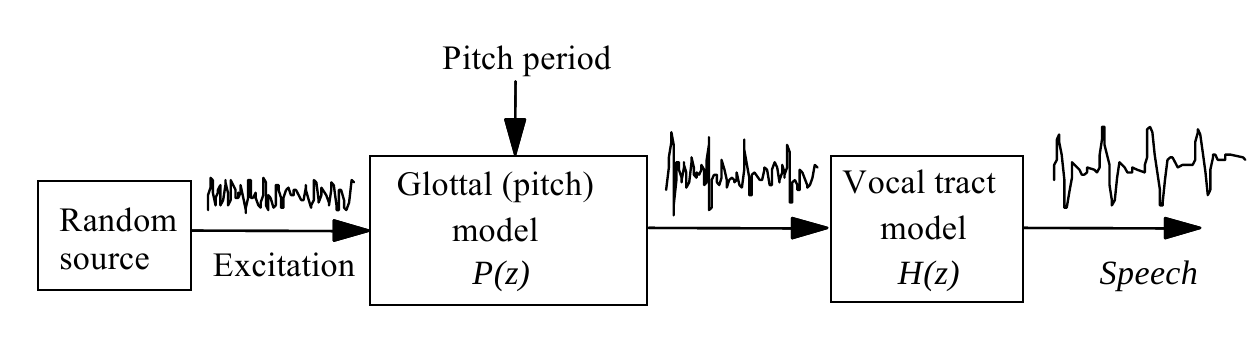 Pitch period
Random
source
Excitation
Glottal (pitch)
model
P(z)
Vocal tract
model
H(z)
Speech